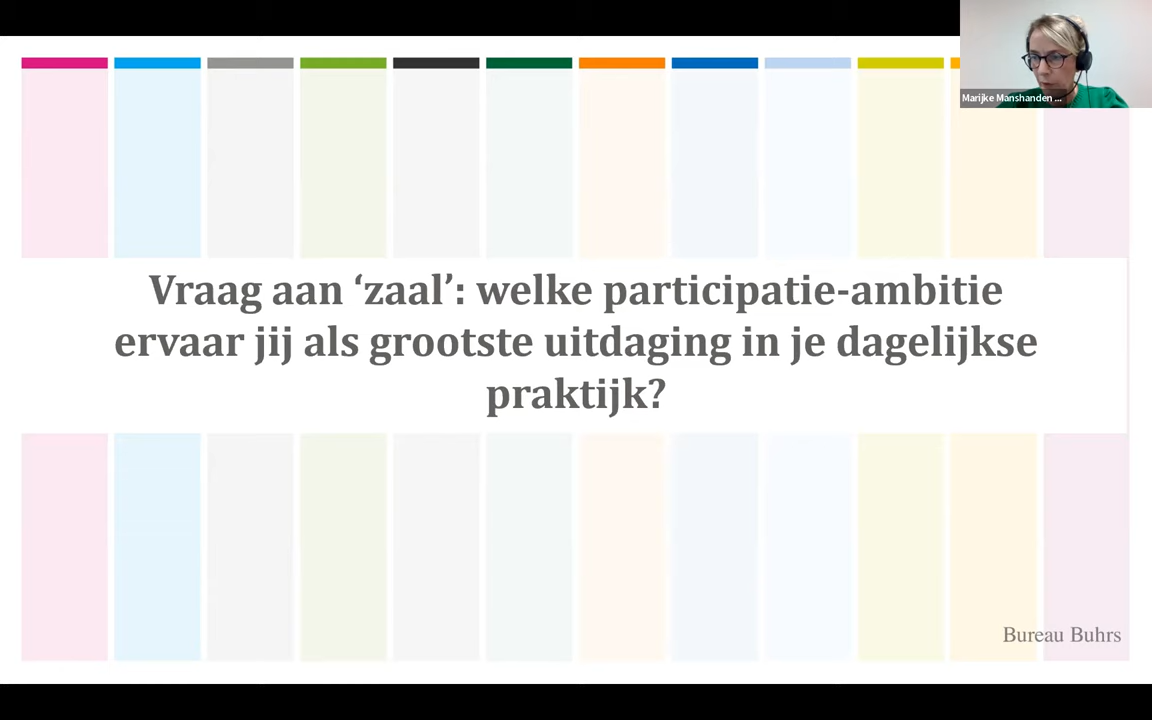 Marijke Manshanden ...
Vraag aan ‘zaal’: welke participatie-ambitie
ervaar jij als grootste uitdaging in je dagelijkse
praktijk?
Bureau Buhrs